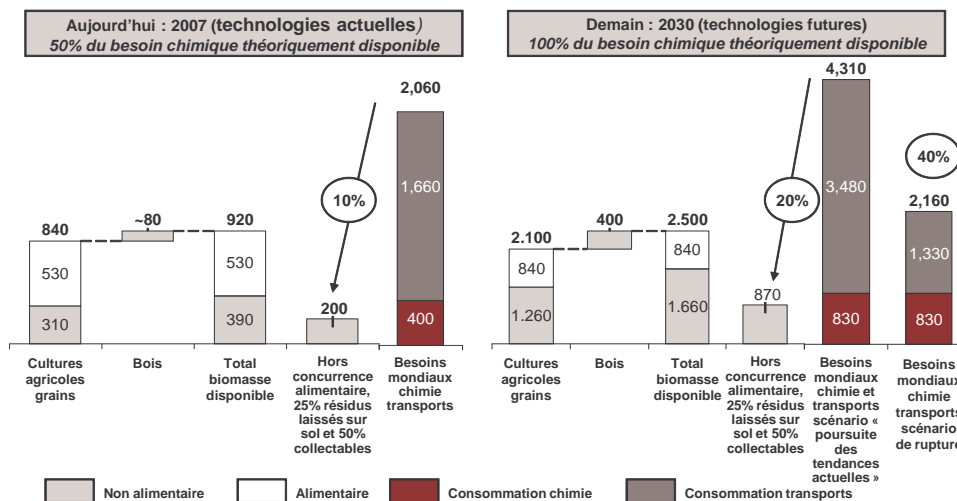 Aujourd'hui : 2007 (technologies actuelles)
50% du besoin chimique théoriquement disponible
840
530
310
~80
920
530
390
10%
200
2,060
1,660
400
Cultures
agricoles
grains
Bois
Total
biomasse
disponible
Hors
concurrence
alimentaire,
25% résidus
laissés sur
sol et 50%
collectables
Besoins
mondiaux
chimie
transports
Demain : 2030 (technologies futures)
100% du besoin chimique théoriquement disponible
2.100
840
1.260
400
2.500
840
1.660
20%
870
4,310
3,480
830
40%
2,160
1,330
830
Cultures
agricoles
grains
Bois
Total
biomasse
disponible
Hors
concurrence
alimentaire,
25% résidus
laissés sur
sol et 50%
collectables
Besoins
mondiaux
chimie et
transports
scénario «
poursuite
des
tendances
actuelles »
Besoins
mondiaux
chimie
transports
scénario
de rupture
Non alimentaire
Alimentaire
Consommation chimie
Consommation transports